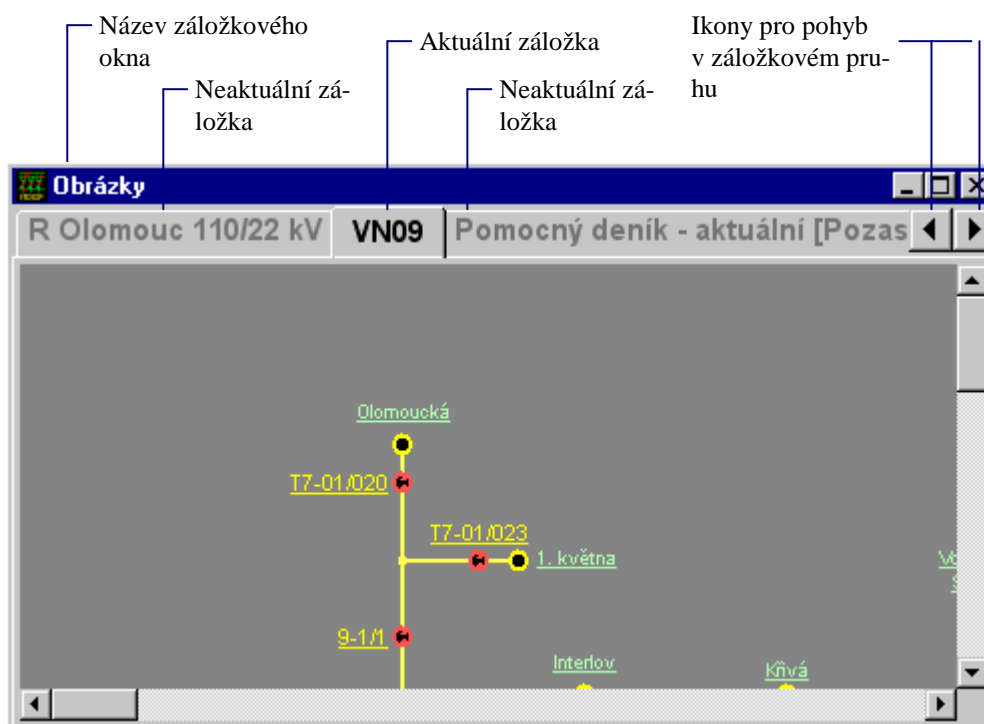 Název záložkového
okna
Aktuální záložka
Ikony pro pohyb
v záložkovém pru-
hu
Neaktuální zá-
ložka
Neaktuální zá-
ložka
Obrázky
R Olomouc 110/22 kV
VN09
Pomocný deník - aktuální [Pozas
Olomoucká
T7-01/020
T7-01/023
1. května
9-1/1
Interlov
Křivá